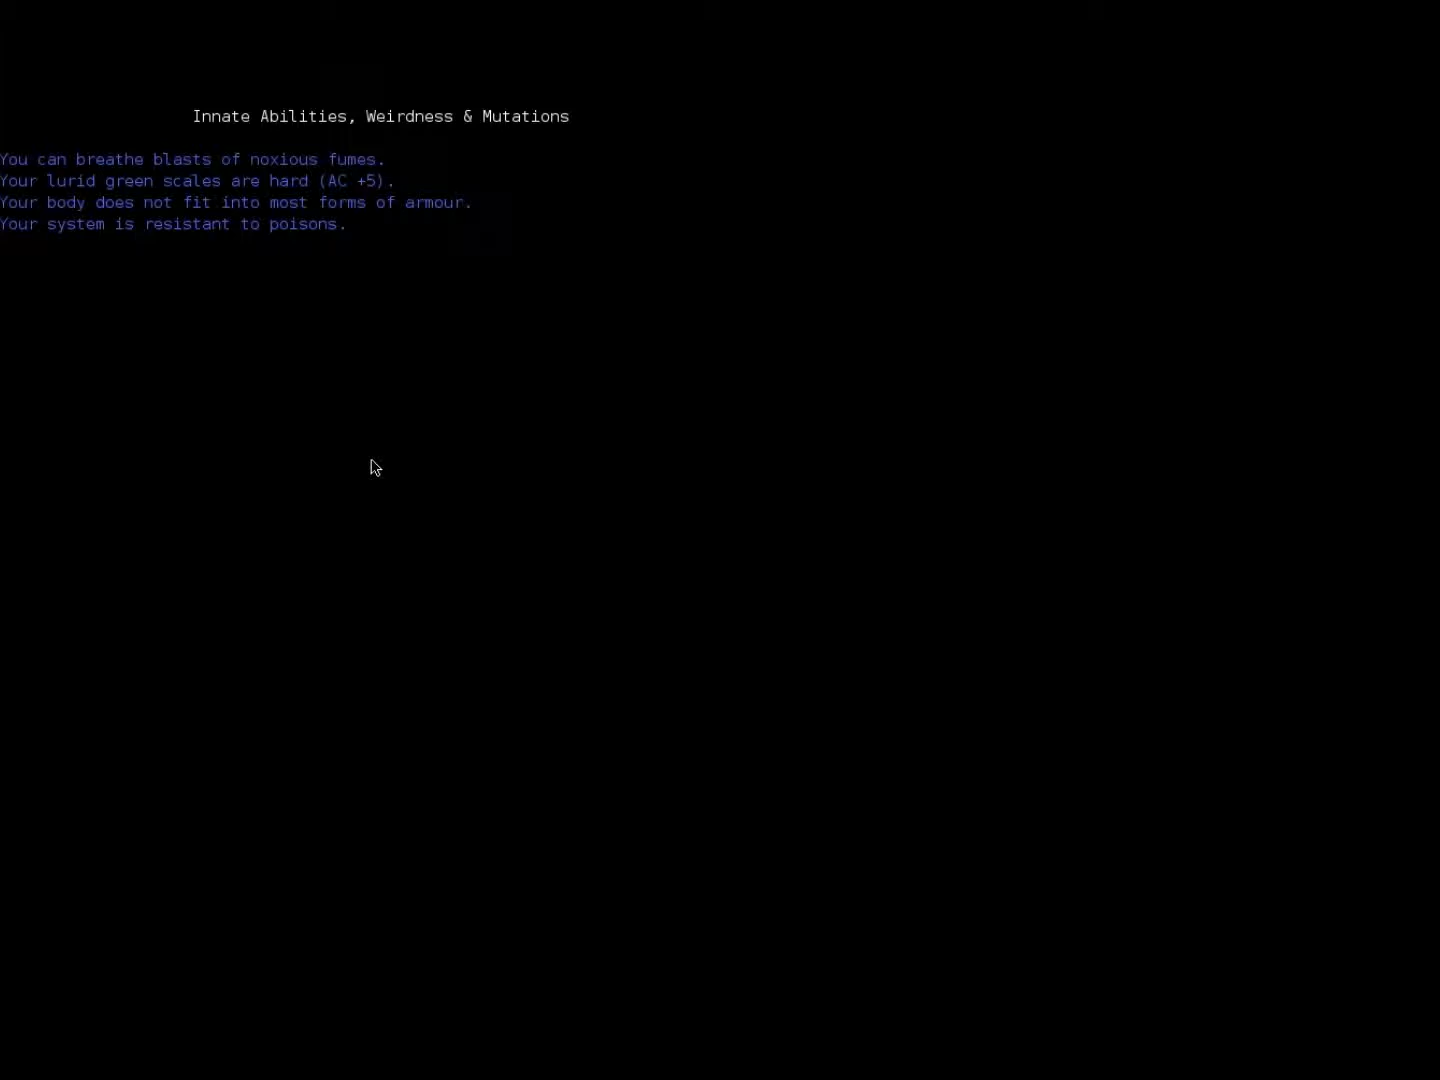 Innate Abilities, Weirdness & Mutations
You can breathe blasts of noxious fumes.
Your lurid green scales are hard (AC +5).
Your body does not fit into most forms of armour.
Your system is resistant to poisons.